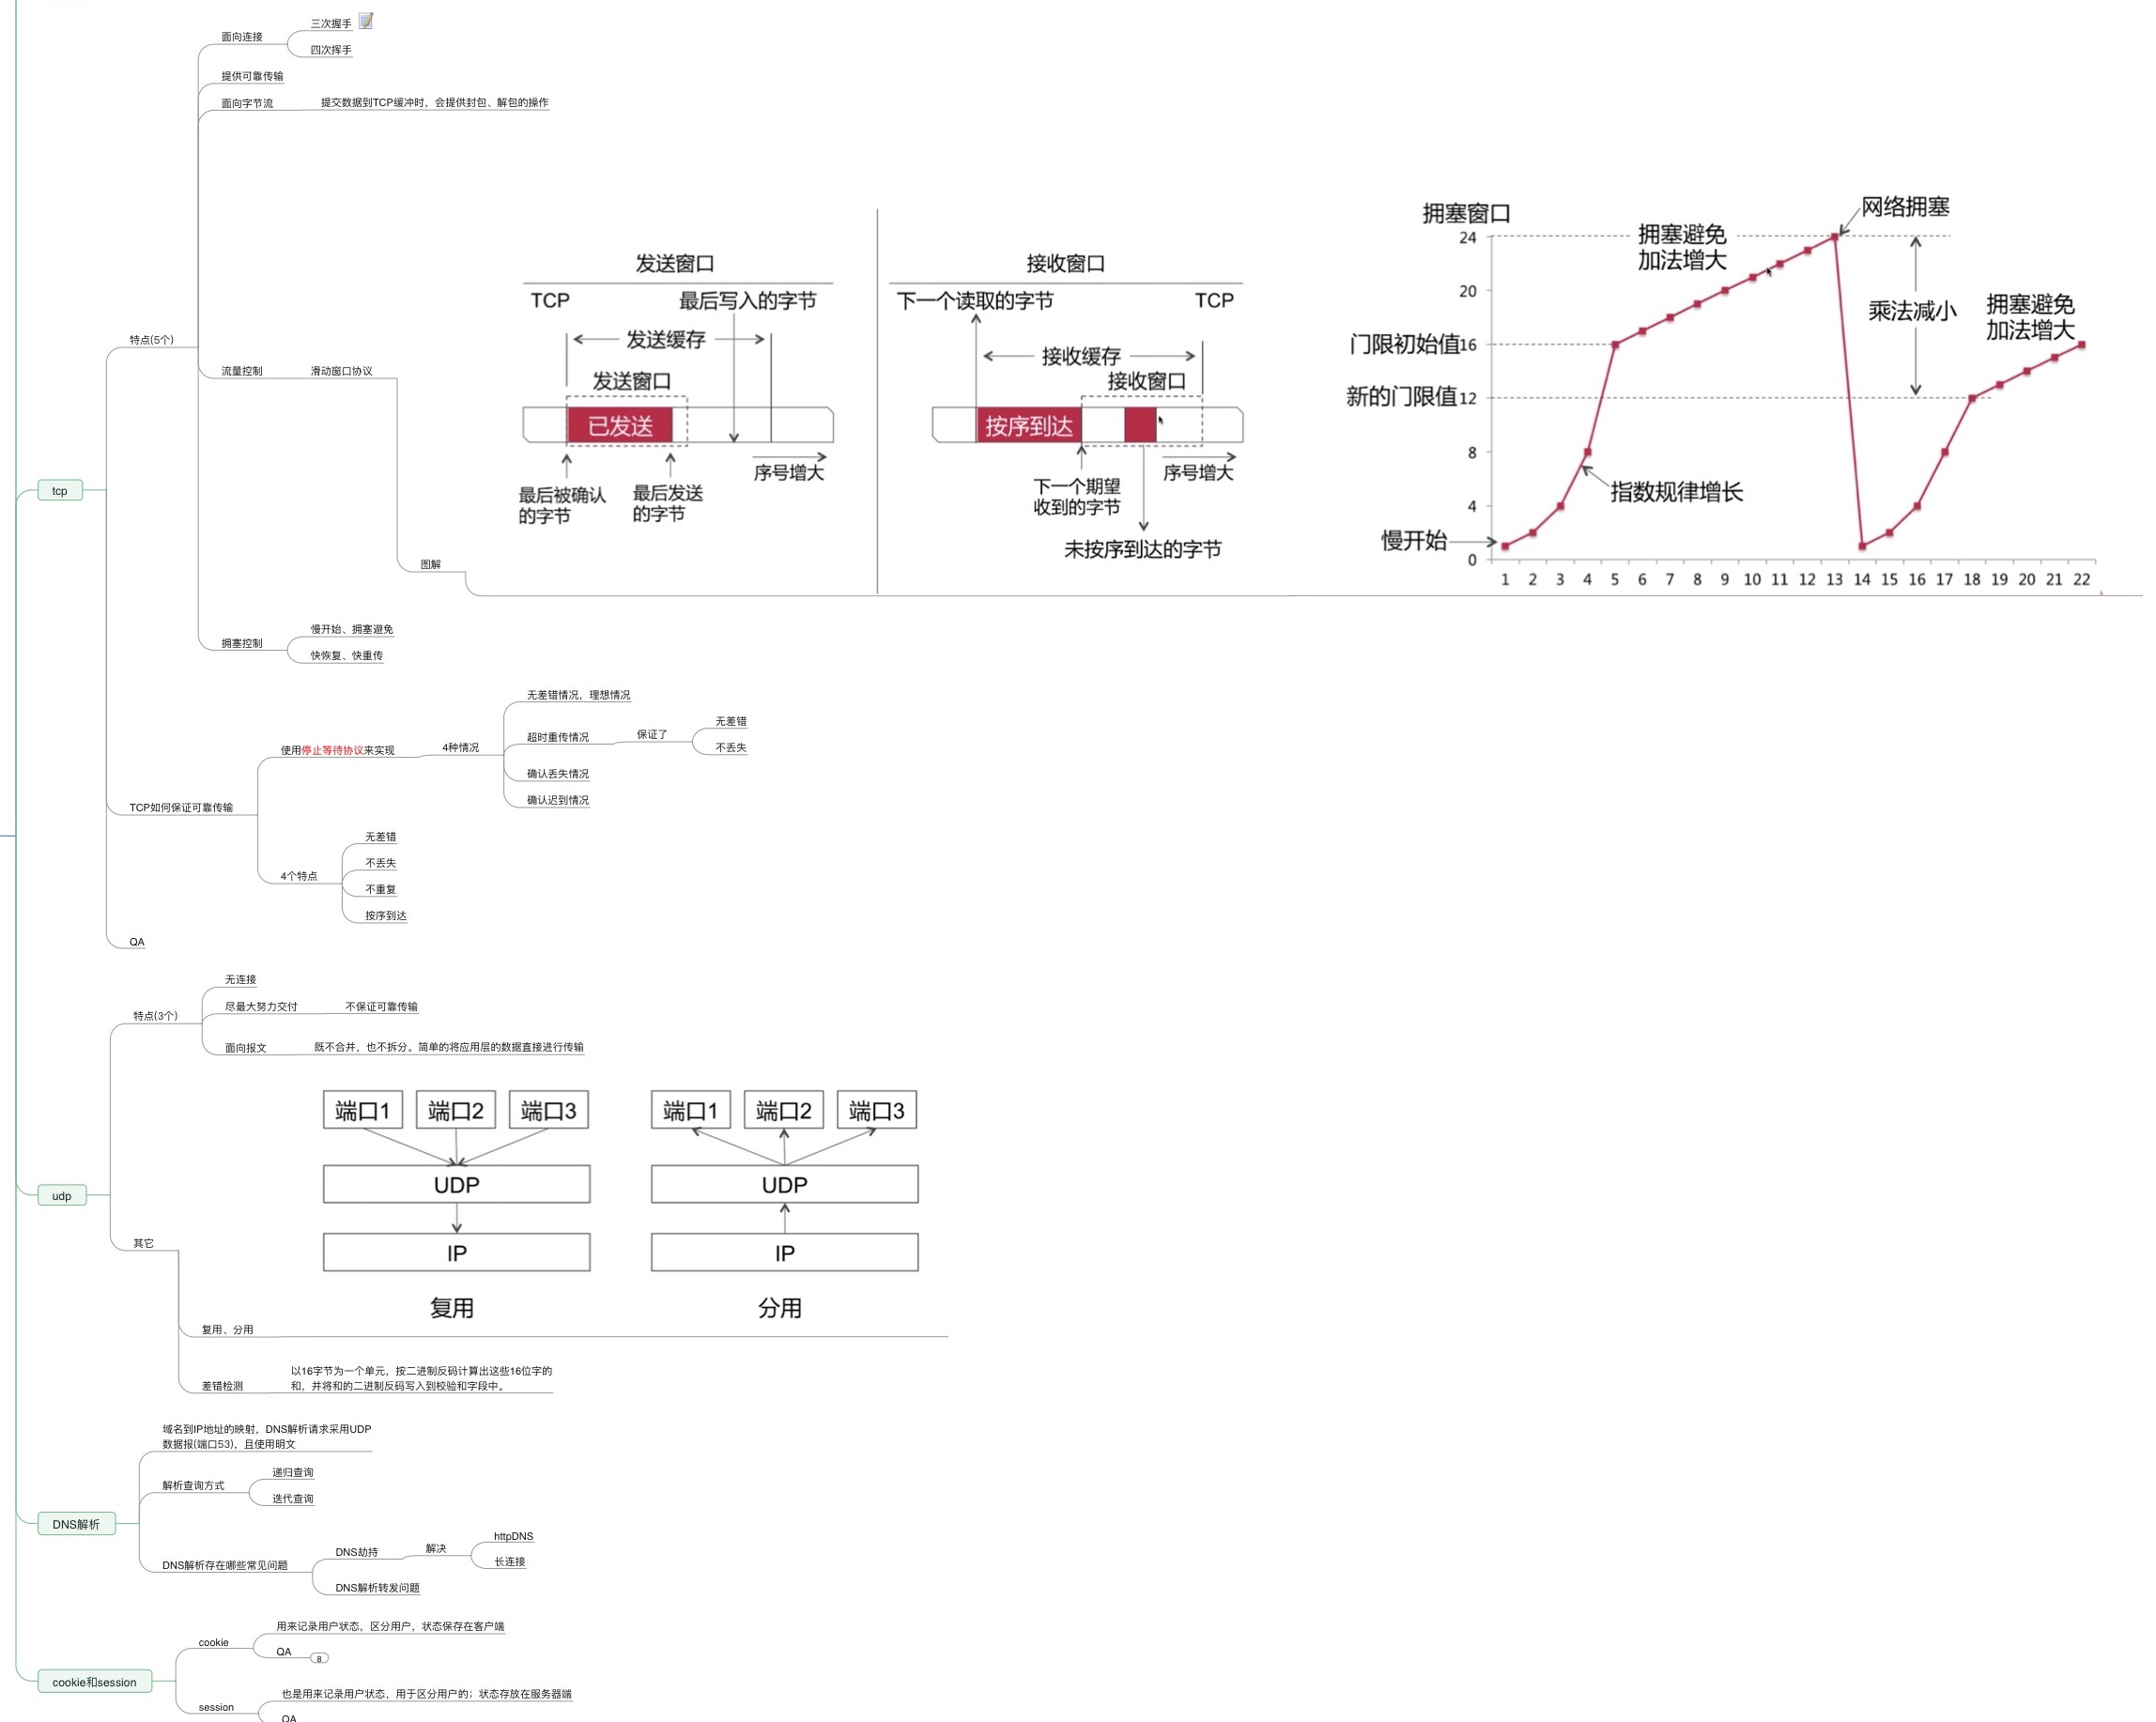 tcp
特点(5个)
面向连接
三次握手
四次挥手
提供可靠传输
面向字节流
提交数据到TCP缓冲时，会提供封包、解包的操作
流量控制
滑动窗口协议
图解
发送窗口
TCP
最后写入的字节
发送缓存
发送窗口
已发送
序号增大
最后被确认
的字节
最后发送
的字节
接收窗口
下一个读取的字节
TCP
接收缓存
接收窗口
按序到达
序号增大
下一个期望
收到的字节
未按序到达的字节
拥塞窗口
网络拥塞
24
拥塞避免
加法增大
20
乘法减小
拥塞避免
加法增大
门限初始值16
新的门限值12
8
指数规律增长
4
慢开始
0
1 2 3 4 5 6 7 8 9 10 11 12 13 14 15 16 17 18 19 20 21 22
拥塞控制
慢开始、拥塞避免
快恢复、快重传
TCP如何保证可靠传输
使用停止等待协议来实现
4种情况
无差错情况，理想情况
超时重传情况
保证了
无差错
不丢失
确认丢失情况
确认迟到情况
4个特点
无差错
不丢失
不重复
按序到达
QA
udp
特点(3个)
无连接
尽最大努力交付
不保证可靠传输
面向报文
既不合并，也不拆分。简单的将应用层的数据直接进行传输
其它
端口1 端口2 端口3
UDP
IP
复用
端口1 端口2 端口3
UDP
IP
分用
复用、分用
差错检测
以16字节为一个单元，按二进制反码计算出这些16位字的
和，并将和的二进制反码写入到校验和字段中。
DNS解析
域名到IP地址的映射，DNS解析请求采用UDP
数据报(端口53)，且使用明文
解析查询方式
递归查询
迭代查询
DNS解析存在哪些常见问题
DNS劫持
解决
httpDNS
长连接
DNS解析转发问题
cookie和session
cookie
用来记录用户状态，区分用户，状态保存在客户端
QA
8
session
也是用来记录用户状态，用于区分用户的；状态存放在服务器端
QA